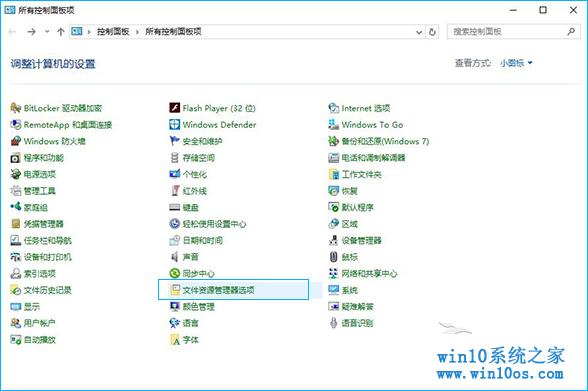 所有控制面板项
控制面板 所有控制面板项
搜索控制面板
调整计算机的设置
查看方式: 小图标
BitLocker 驱动器加密 Flash Player (32 位) Internet 选项
RemoteApp 和桌面连接 Windows Defender Windows To Go
Windows 防火墙 安全和维护 备份和还原(Windows 7)
程序和功能 存储空间 电话和调制解调器
电源选项 个性化 工作文件夹
管理工具 红外线 恢复
家庭组 键盘 默认程序
凭据管理器 轻松使用设置中心 区域
任务栏和导航 日期和时间 设备管理器
设备和打印机 声音 鼠标
索引选项 同步中心 网络和共享中心
文件历史记录 文件资源管理器选项 系统
显示 颜色管理 疑难解答
用户帐户 语言 语音识别
自动播放 字体
win10系统之家
www.win10os.com